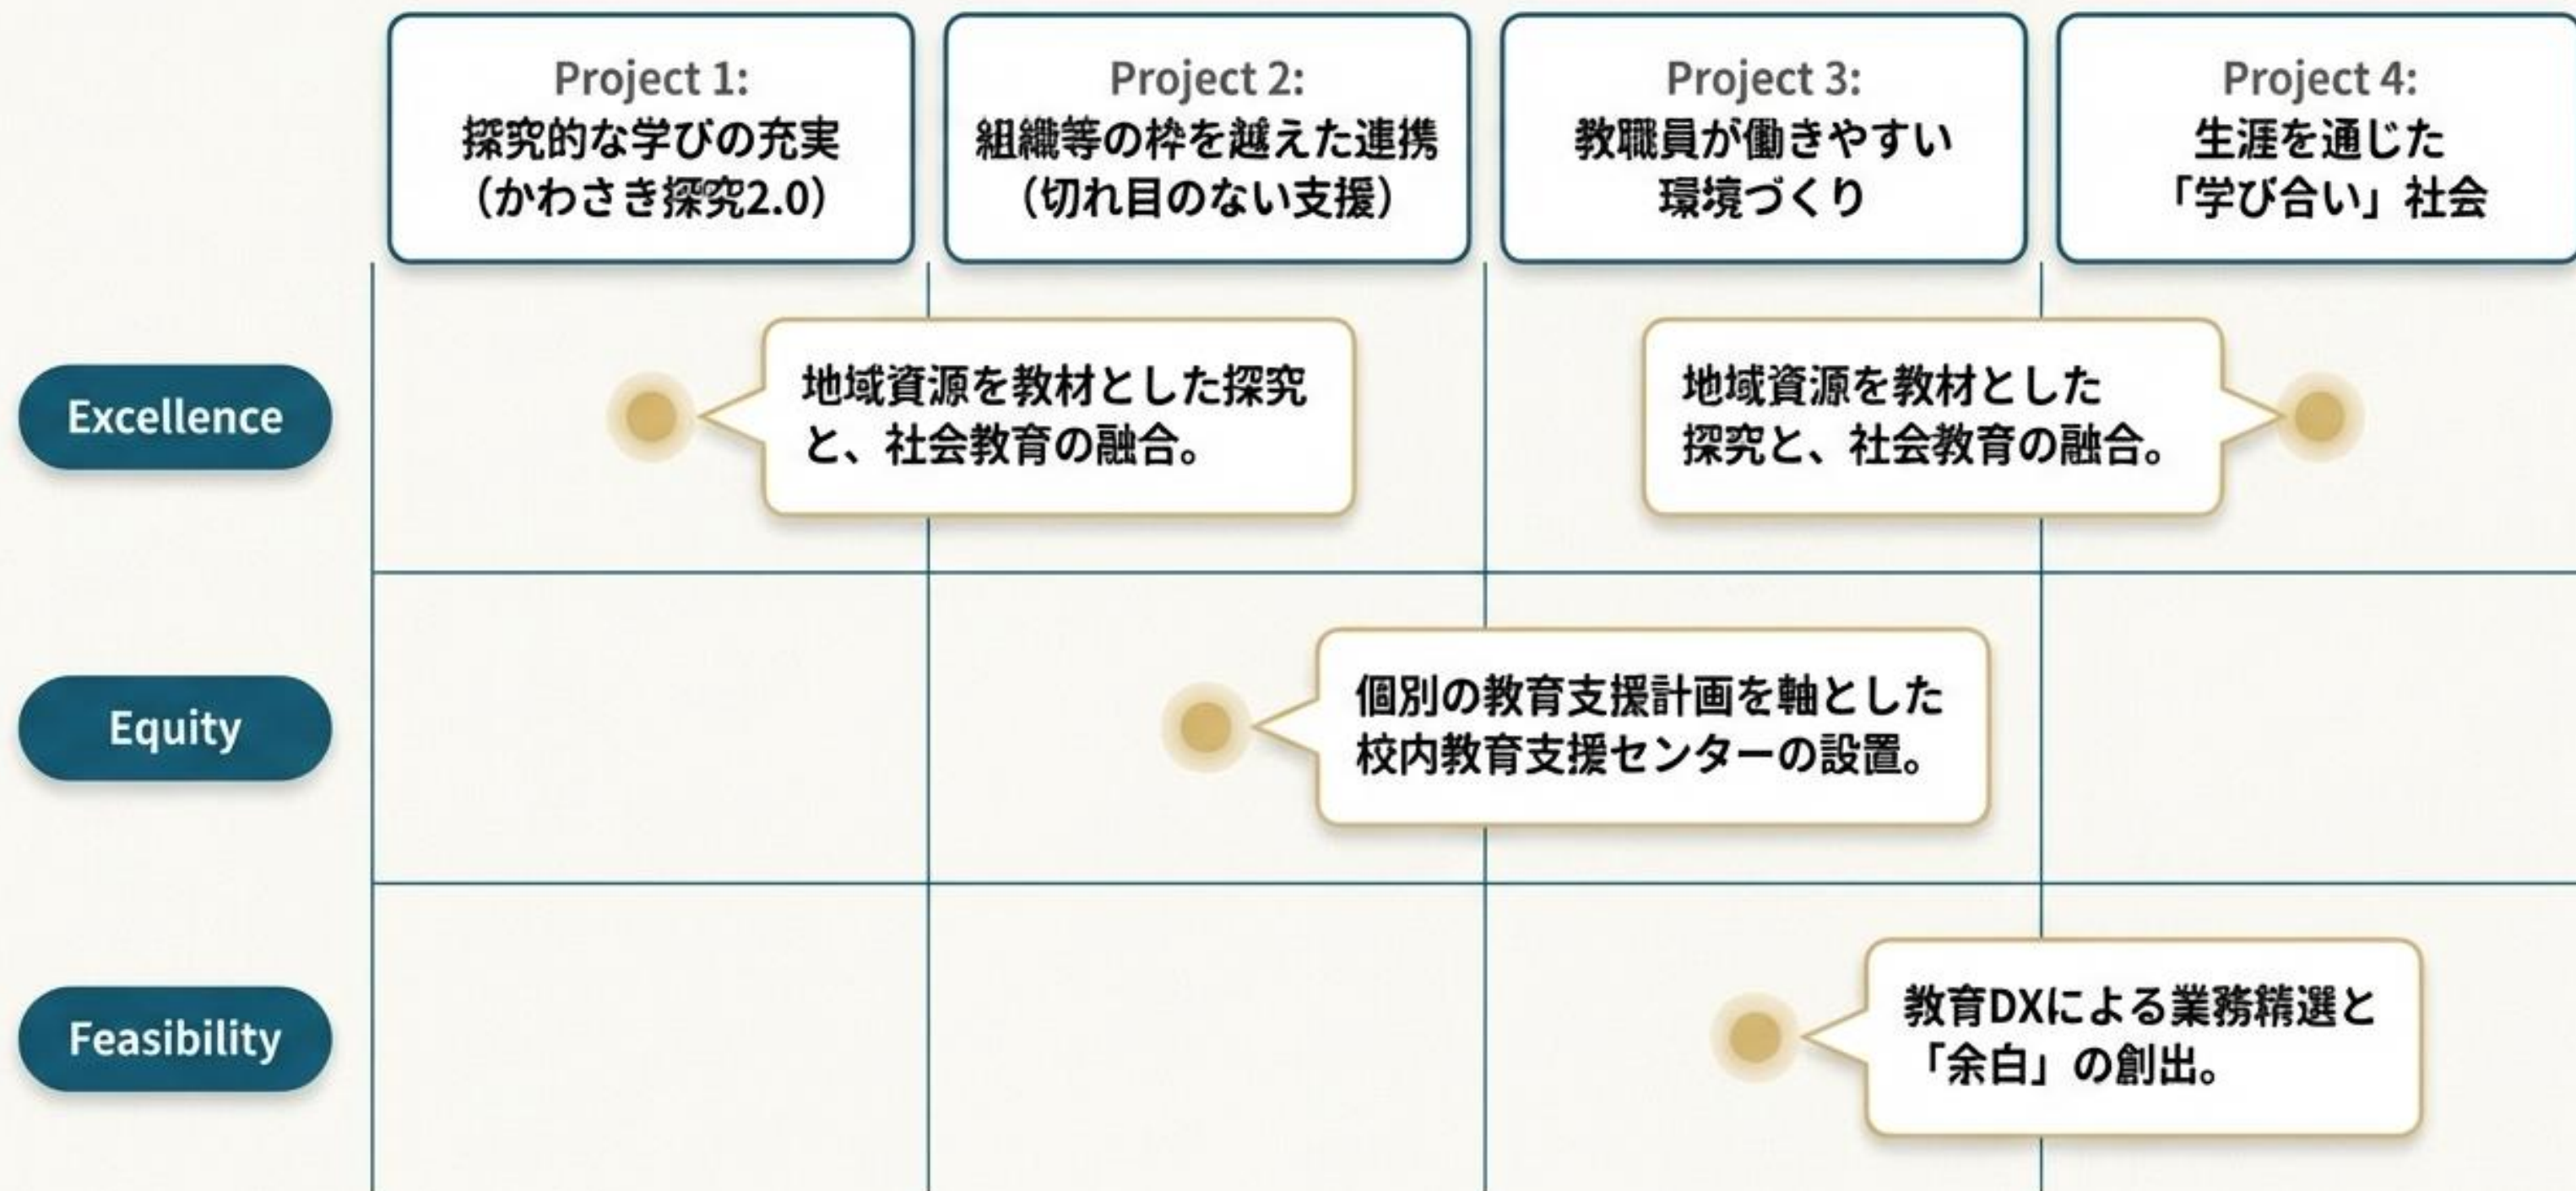 Project 1:
探究的な学びの充実
（かわさき探究2.0）
Project 2:
組織等の枠を越えた連携
（切れ目のない支援）
Project 3:
教職員が働きやすい
環境づくり
Project 4:
生涯を通じた
「学び合い」社会
Excellence
地域資源を教材とした探究
と、社会教育の融合。
地域資源を教材とした
探究と、社会教育の融合。
Equity
個別の教育支援計画を軸とした
校内教育支援センターの設置。
Feasibility
教育DXによる業務精選と
「余白」の創出。